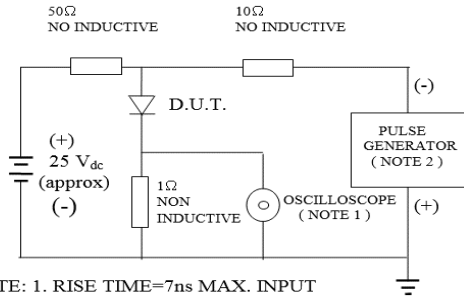 50Ω
NO INDUCTIVE
10Ω
NO INDUCTIVE
(-)
D.U.T.
PULSE
GENERATOR
( NOTE 2 )
(+)
25 Vdc
(approx)
(-)
1Ω
NON
INDUCTIVE
OSCILLOSCOPE
( NOTE 1 )
(+)
TE: 1. RISE TIME=7ns MAX. INPUT